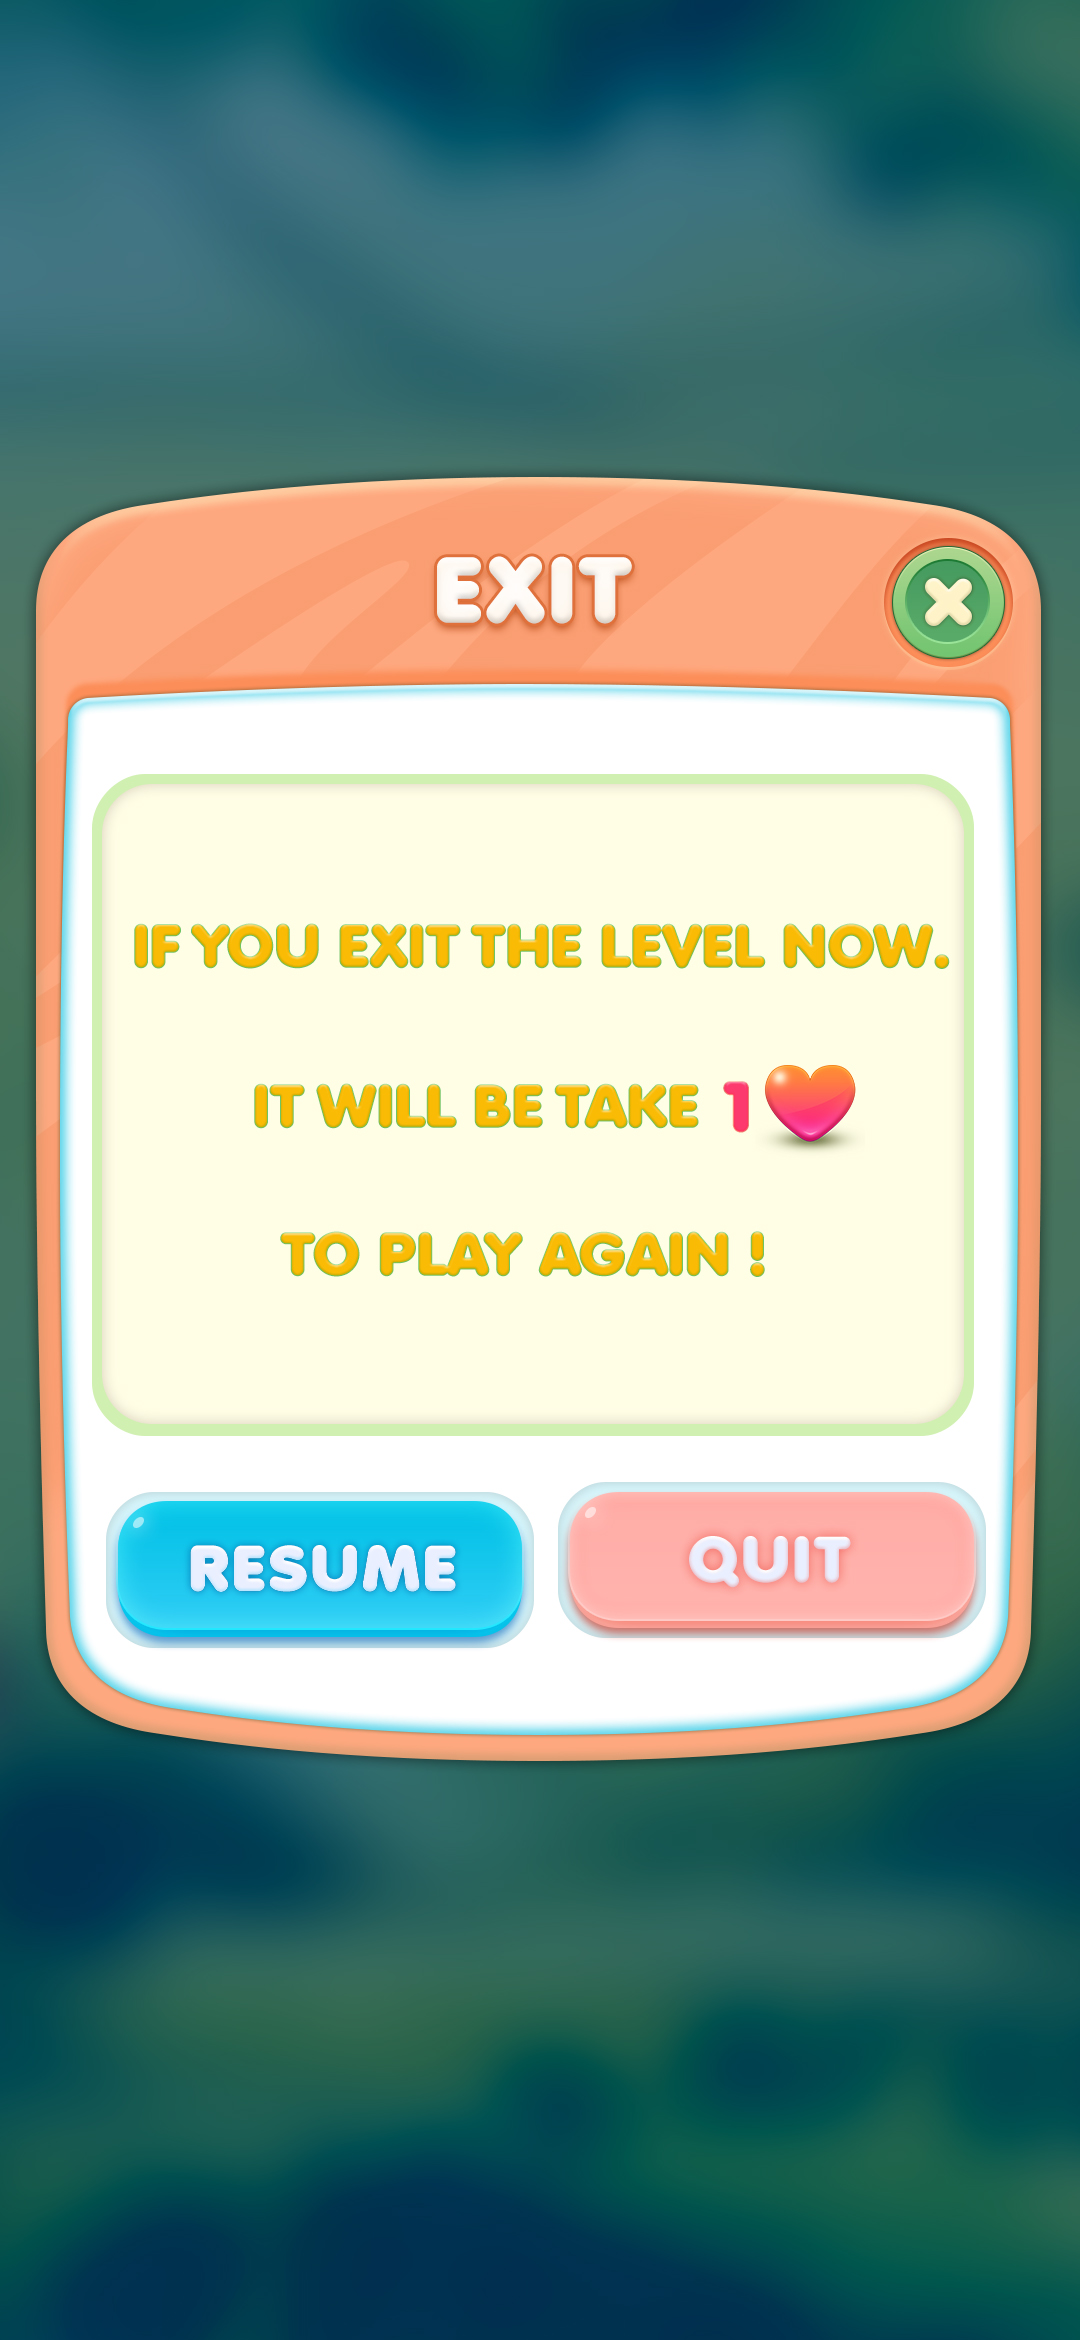 EXIT
IF YOU EXIT THE LEVEL NOW.
IT WILL BE TAKE 1
TO PLAY AGAIN !
RESUME
QUIT